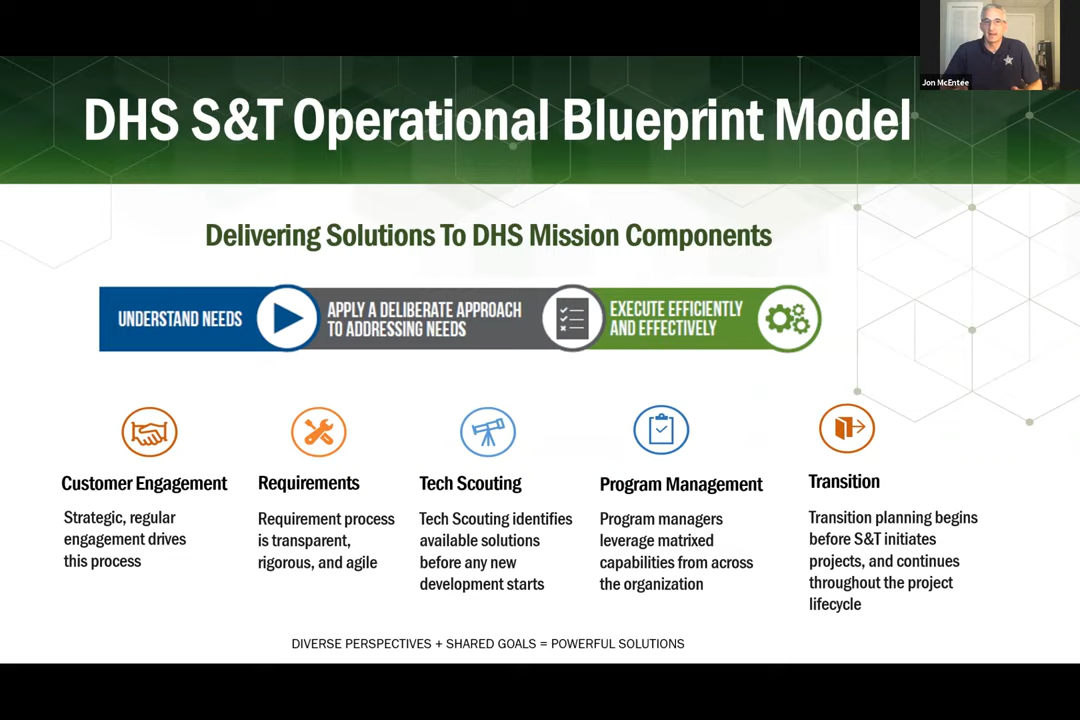 Jon McEntee
DHS S&T Operational Blueprint Model
Delivering Solutions To DHS Mission Components
UNDERSTAND NEEDS
APPLY A DELIBERATE APPROACH
TO ADDRESSING NEEDS
EXECUTE EFFICIENTLY
AND EFFECTIVELY
Customer Engagement
Strategic, regular
engagement drives
this process
Requirements
Requirement process
is transparent,
rigorous, and agile
Tech Scouting
Tech Scouting identifies
available solutions
before any new
development starts
Program Management
Program managers
leverage matrixed
capabilities from across
the organization
Transition
Transition planning begins
before S&T initiates
projects, and continues
throughout the project
lifecycle
DIVERSE PERSPECTIVES + SHARED GOALS = POWERFUL SOLUTIONS